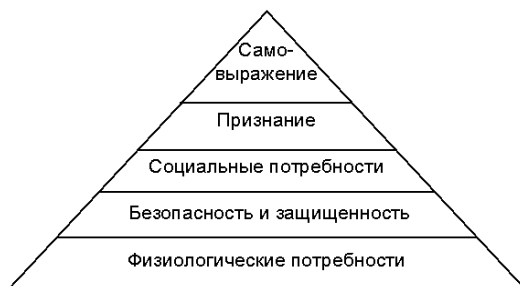 Само-
выражение
Признание
Социальные потребности
Безопасность и защищенность
Физиологические потребности